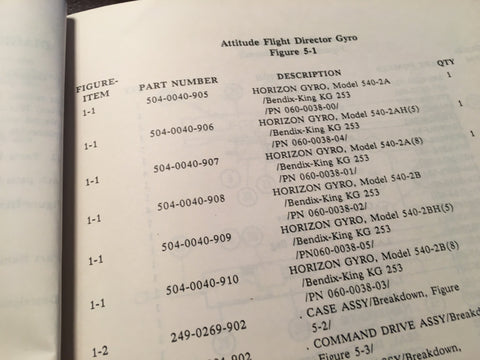 Attitude Flight Director Gyro
Figure 5-1
FIGURE-
ITEM PART NUMBER DESCRIPTION QTY
1-1 504-0040-905 HORIZON GYRO, Model 540-2A 1
/Bendix-King KG 253
/PN 060-0038-00/
1-1 504-0040-906 HORIZON GYRO, Model 540-2AH(5) 1
/Bendix-King KG 253
/PN 060-0038-04/
1-1 504-0040-907 HORIZON GYRO, Model 540-2A(8) 1
/Bendix-King KG 253
/PN 060-0038-01/
1-1 504-0040-908 HORIZON GYRO, Model 540-2B
/Bendix-King KG 253
/PN 060-0038-02/
1-1 504-0040-909 HORIZON GYRO, Model 540-2BH(5)
/Bendix-King KG 253
/PN060-0038-05/
1-1 504-0040-910 HORIZON GYRO, Model 540-2B(8)
/Bendix-King KG 253
/PN 060-0038-03/
1-2 249-0269-902 . CASE ASSY/Breakdown, Figure
5-2/
. COMMAND DRIVE ASSY/Breakdown,
Figure 5-3/